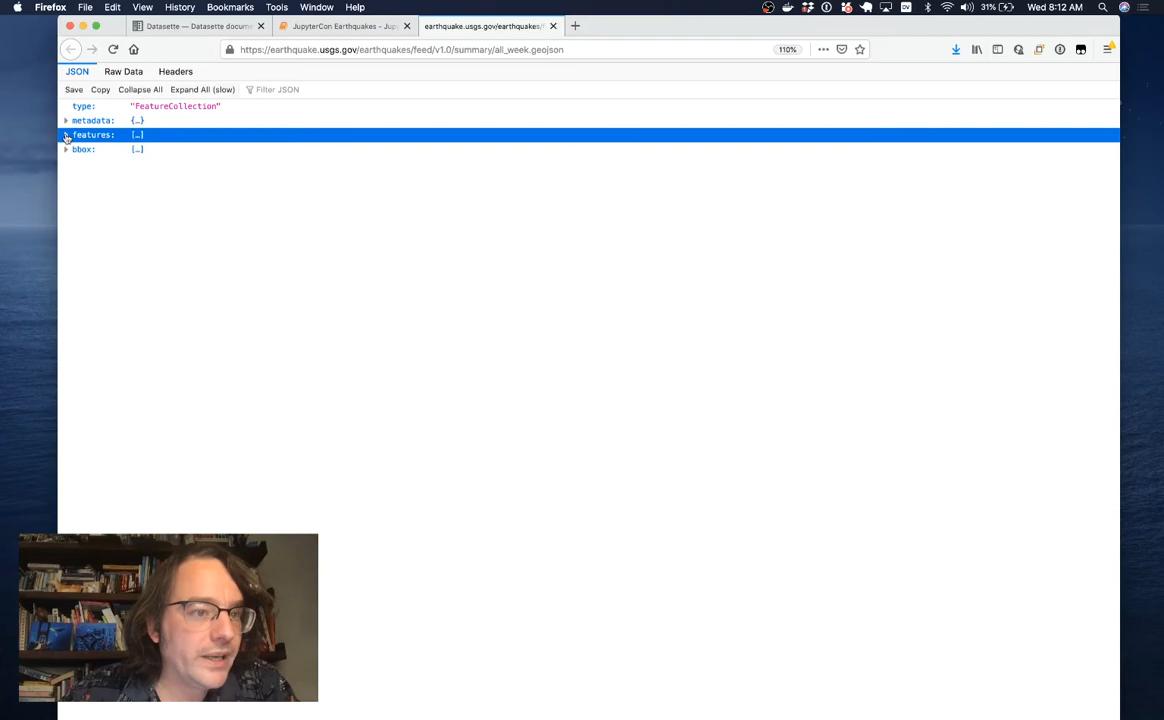 Firefox File Edit View History Bookmarks Tools Window Help 31% Wed 8:12 AM
Datasette — Datasette docume JupyterCon Earthquakes - Jup earthquake.usgs.gov/earthquakes/f
https://earthquake.usgs.gov/earthquakes/feed/v1.0/summary/all_week.geojson 110%
JSON Raw Data Headers
Save Copy Collapse All Expand All (slow) Filter JSON
type: "FeatureCollection"
metadata: {…}
features: […]
bbox: […]